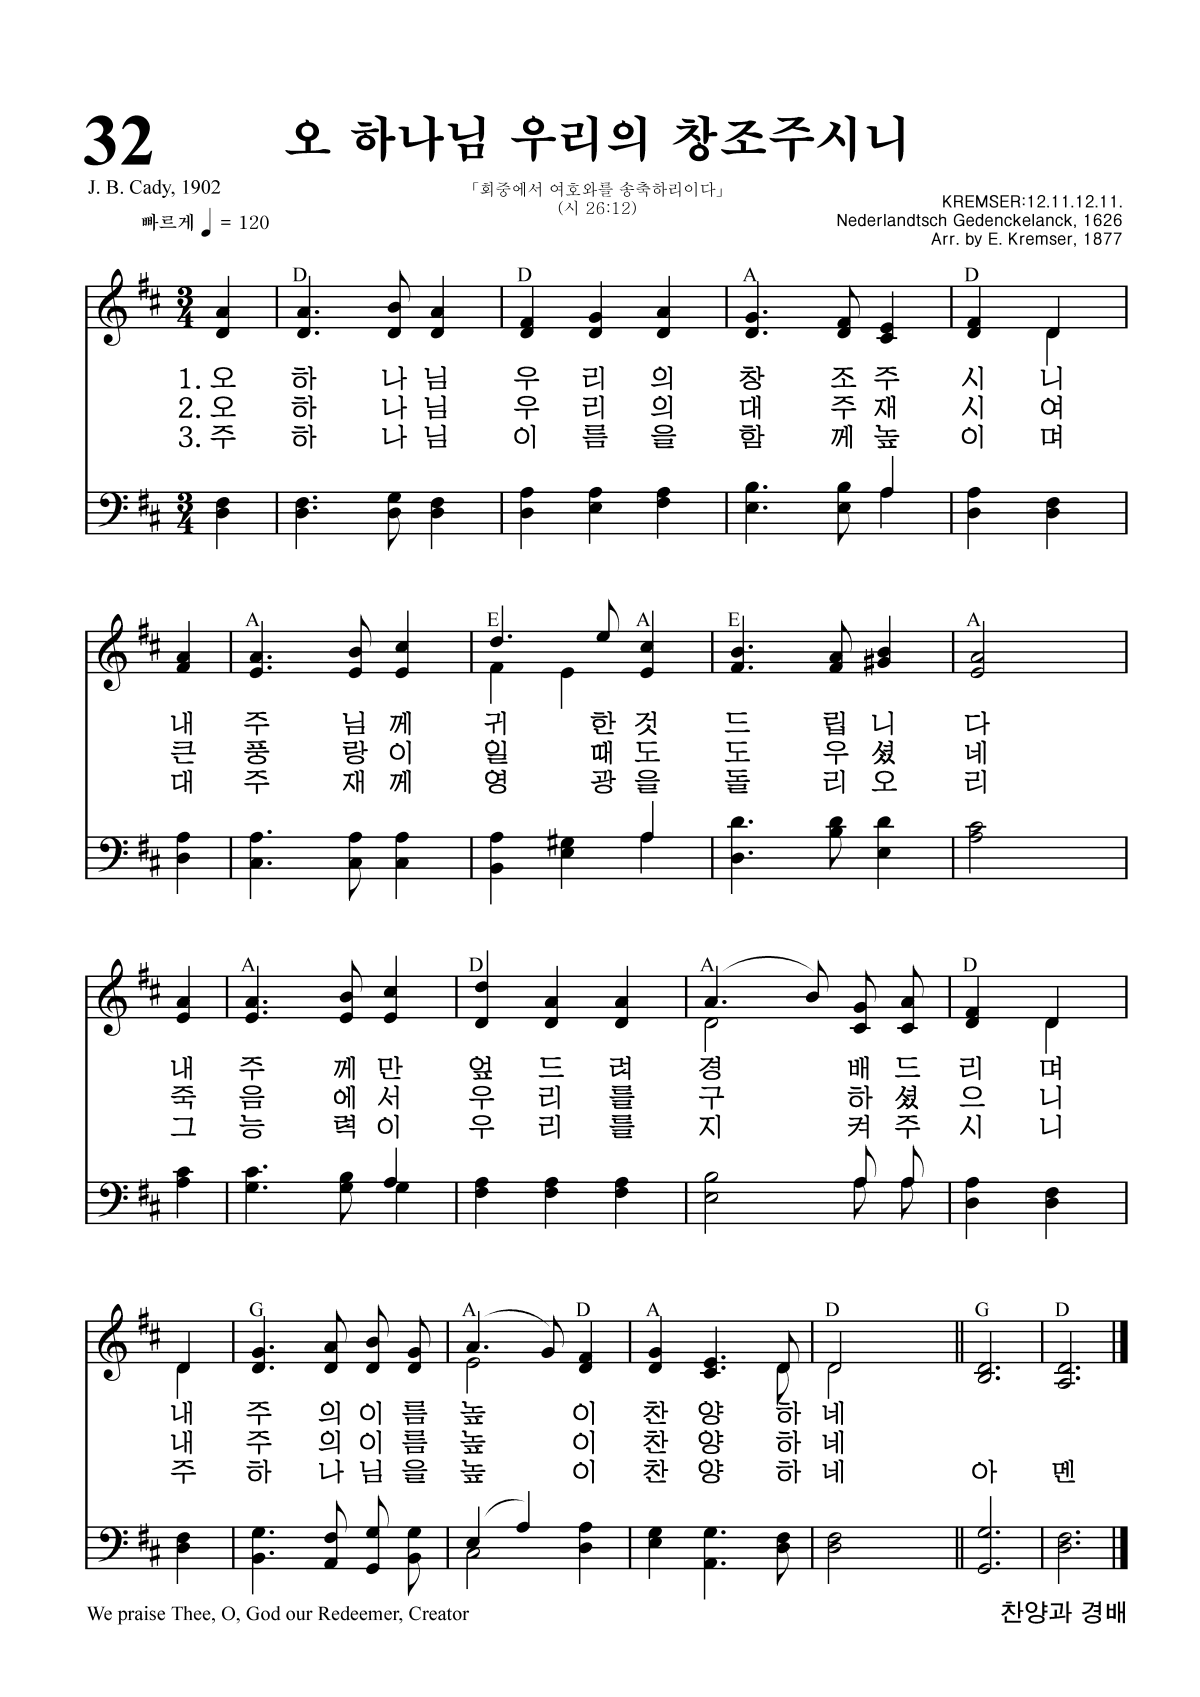 32
오 하나님 우리의 창조주시니
J. B. Cady, 1902
「회중에서 여호와를 송축하리이다」
(시 26:12)
KREMSER:12.11.12.11.
Nederlandtsch Gedenckelanck, 1626
Arr. by E. Kremser, 1877
빠르게 ♩ = 120
D D A D
3/4
1. 오 하 나 님 우 리 의 창 조 주 시 니
2. 오 하 나 님 우 리 의 대 주 재 시 여
3. 주 하 나 님 이 름 을 함 께 높 이 며
3/4
A E A E A
내 주 님 께 귀 한 것 드 립 니 다
큰 풍 랑 이 일 때 도 도 우 셨 네
대 주 재 께 영 광 을 돌 리 오 리
A D A D
내 주 께 만 엎 드 려 경 배 드 리 며
죽 음 에 서 우 리 를 구 하 셨 으 니
그 능 력 이 우 리 를 지 켜 주 시 니
G A D A D G D
내 주 의 이 름 높 이 찬 양 하 네
내 주 의 이 름 높 이 찬 양 하 네
주 하 나 님 을 높 이 찬 양 하 네 아 멘
We praise Thee, O, God our Redeemer, Creator
찬양과 경배